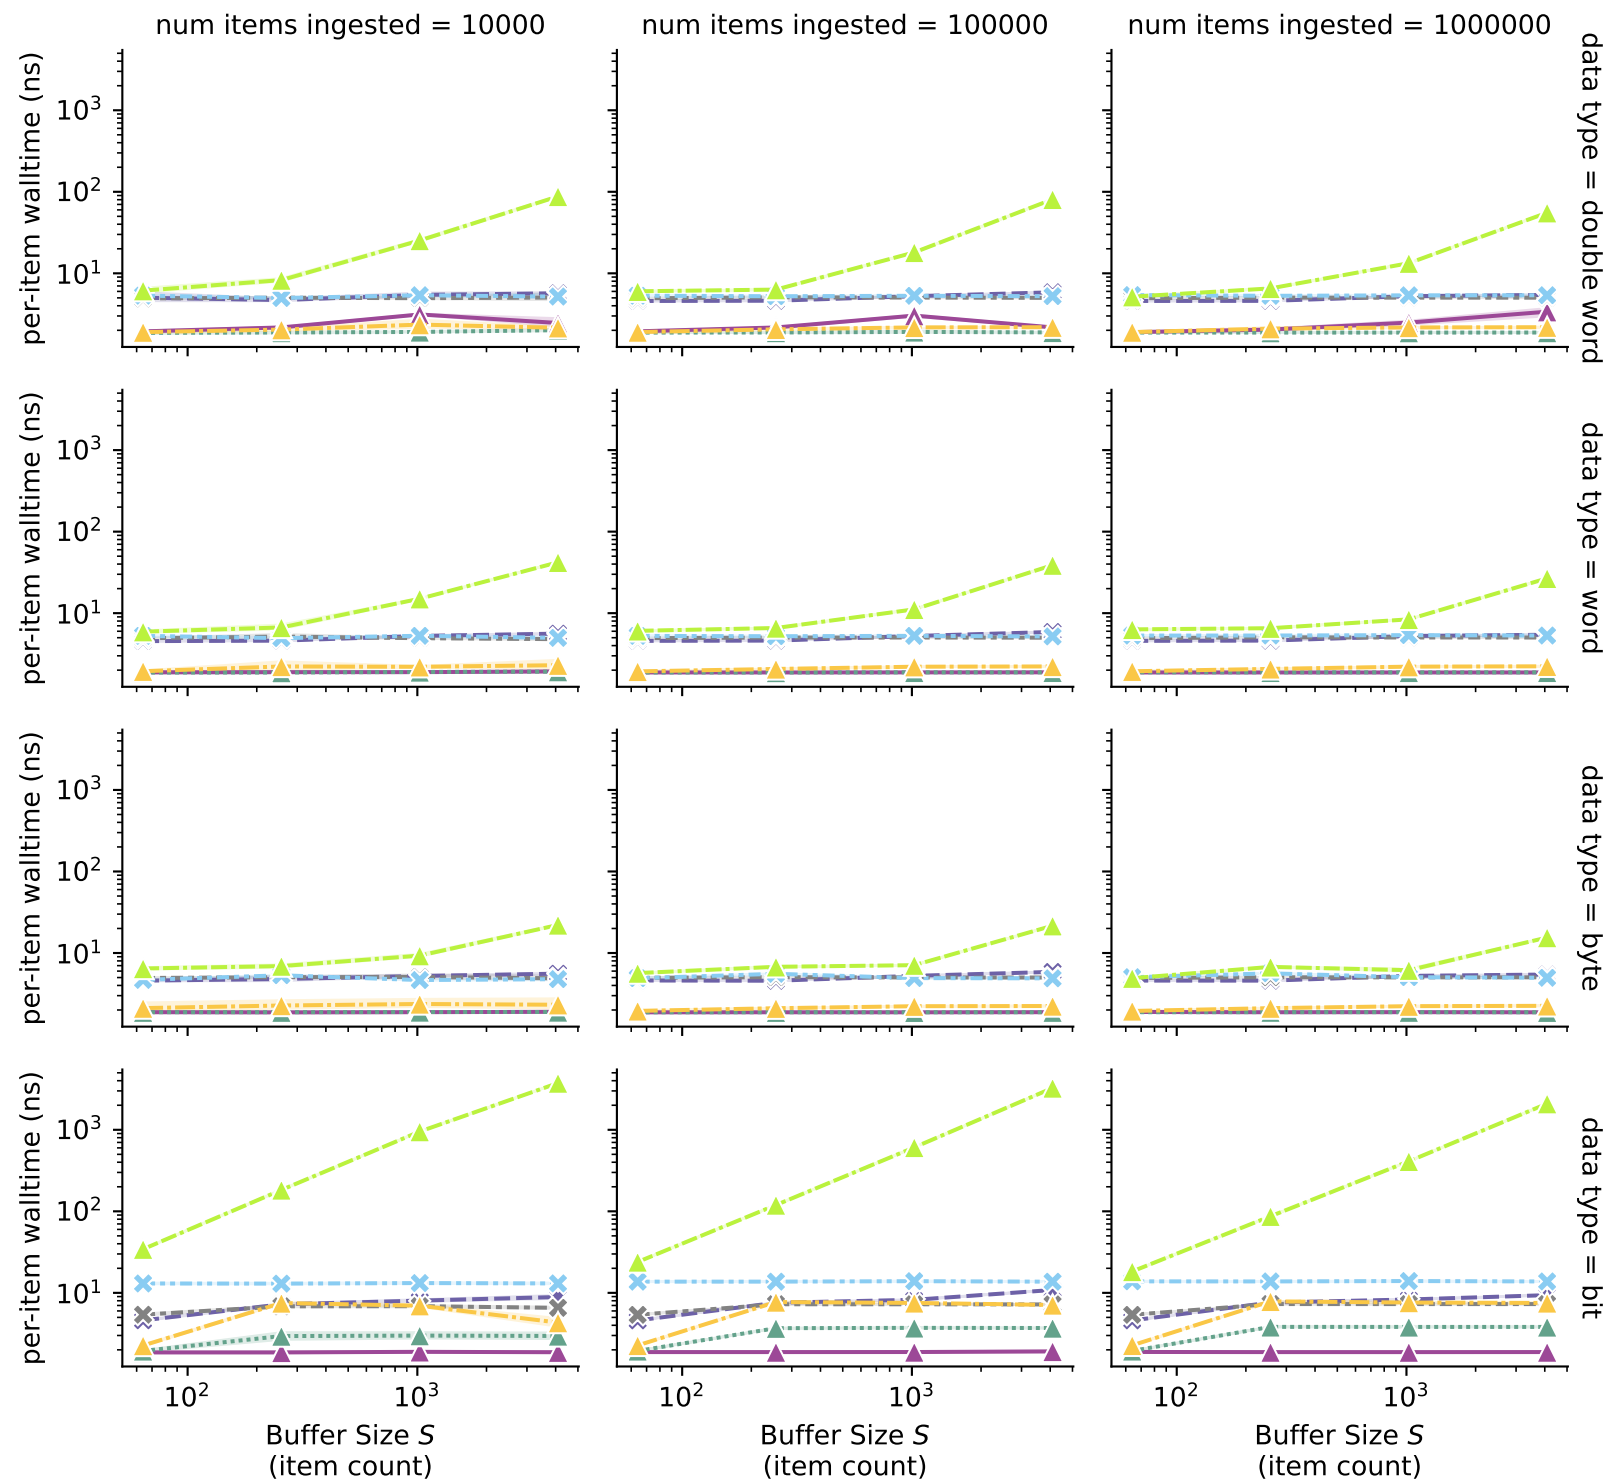 num items ingested = 10000
num items ingested = 100000
num items ingested = 1000000
per-item walltime (ns)
10³
10²
10¹
data type = double word
per-item walltime (ns)
10³
10²
10¹
data type = word
per-item walltime (ns)
10³
10²
10¹
data type = byte
per-item walltime (ns)
10³
10²
10¹
data type = bit
10² 10³
10² 10³
10² 10³
Buffer Size S
(item count)
Buffer Size S
(item count)
Buffer Size S
(item count)